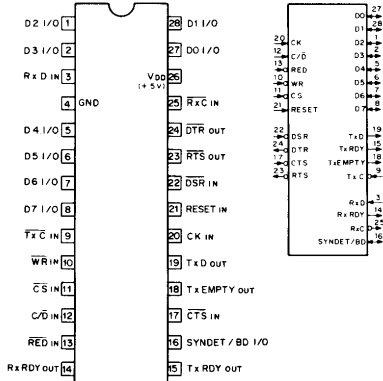 D2 I/O 1 28 D1 I/O
D3 I/O 2 27 D0 I/O
RxD IN 3 VDD 26
(+5V)
4 GND 25 RxC IN
D4 I/O 5 24 DTR OUT
D5 I/O 6 23 RTS OUT
D6 I/O 7 22 DSR IN
D7 I/O 8 21 RESET IN
TxC IN 9 20 CK IN
WR IN 10 19 TxD OUT
CS IN 11 18 TxEMPTY OUT
C/D IN 12 17 CTS IN
RED IN 13 16 SYNDET/BD I/O
RxRDY OUT 14 15 TxRDY OUT
D0 27
D1 28
20 CK D2 1
12 C/D D3 2
13 RED D4 5
10 WR D5 6
11 CS D6 7
21 RESET D7 8
22 DSR TxD 19
24 DTR TxRDY 15
17 CTS TxEMPTY 18
23 RTS TxC 9
RxD 3
RxRDY 14
RxC 25
SYNDET/BD 16